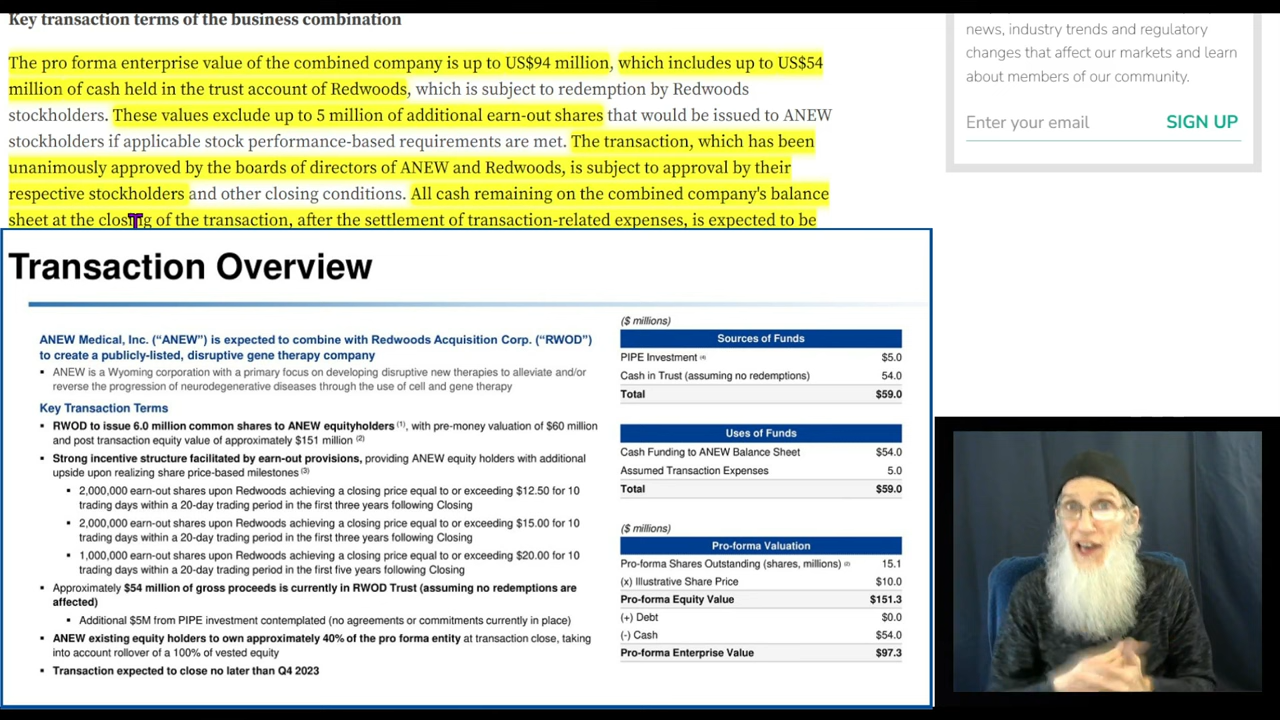 Key transaction terms of the business combination
The pro forma enterprise value of the combined company is up to US$94 million, which includes up to US$54
million of cash held in the trust account of Redwoods, which is subject to redemption by Redwoods
stockholders. These values exclude up to 5 million of additional earn-out shares that would be issued to ANEW
stockholders if applicable stock performance-based requirements are met. The transaction, which has been
unanimously approved by the boards of directors of ANEW and Redwoods, is subject to approval by their
respective stockholders and other closing conditions. All cash remaining on the combined company's balance
sheet at the closing of the transaction, after the settlement of transaction-related expenses, is expected to be
news, industry trends and regulatory
changes that affect our markets and learn
about members of our community.
Enter your email SIGN UP
Transaction Overview
ANEW Medical, Inc. (“ANEW”) is expected to combine with Redwoods Acquisition Corp. (“RWOD”)
to create a publicly-listed, disruptive gene therapy company
▪ ANEW is a Wyoming corporation with a primary focus on developing disruptive new therapies to alleviate and/or
reverse the progression of neurodegenerative diseases through the use of cell and gene therapy
Key Transaction Terms
▪ RWOD to issue 6.0 million common shares to ANEW equityholders (1), with pre-money valuation of $60 million
and post transaction equity value of approximately $151 million (2)
▪ Strong incentive structure facilitated by earn-out provisions, providing ANEW equity holders with additional
upside upon realizing share price-based milestones (3)
▪ 2,000,000 earn-out shares upon Redwoods achieving a closing price equal to or exceeding $12.50 for 10
trading days within a 20-day trading period in the first three years following Closing
▪ 2,000,000 earn-out shares upon Redwoods achieving a closing price equal to or exceeding $15.00 for 10
trading days within a 20-day trading period in the first three years following Closing
▪ 1,000,000 earn-out shares upon Redwoods achieving a closing price equal to or exceeding $20.00 for 10
trading days within a 20-day trading period in the first five years following Closing
▪ Approximately $54 million of gross proceeds is currently in RWOD Trust (assuming no redemptions are
affected)
▪ Additional $5M from PIPE investment contemplated (no agreements or commitments currently in place)
▪ ANEW existing equity holders to own approximately 40% of the pro forma entity at transaction close, taking
into account rollover of a 100% of vested equity
▪ Transaction expected to close no later than Q4 2023
($ millions)
Sources of Funds
PIPE Investment (4) $5.0
Cash in Trust (assuming no redemptions) 54.0
Total $59.0
Uses of Funds
Cash Funding to ANEW Balance Sheet $54.0
Assumed Transaction Expenses 5.0
Total $59.0
($ millions)
Pro-forma Valuation
Pro-forma Shares Outstanding (shares, millions) (2) 15.1
(x) Illustrative Share Price $10.0
Pro-forma Equity Value $151.3
(+) Debt $0.0
(-) Cash $54.0
Pro-forma Enterprise Value $97.3